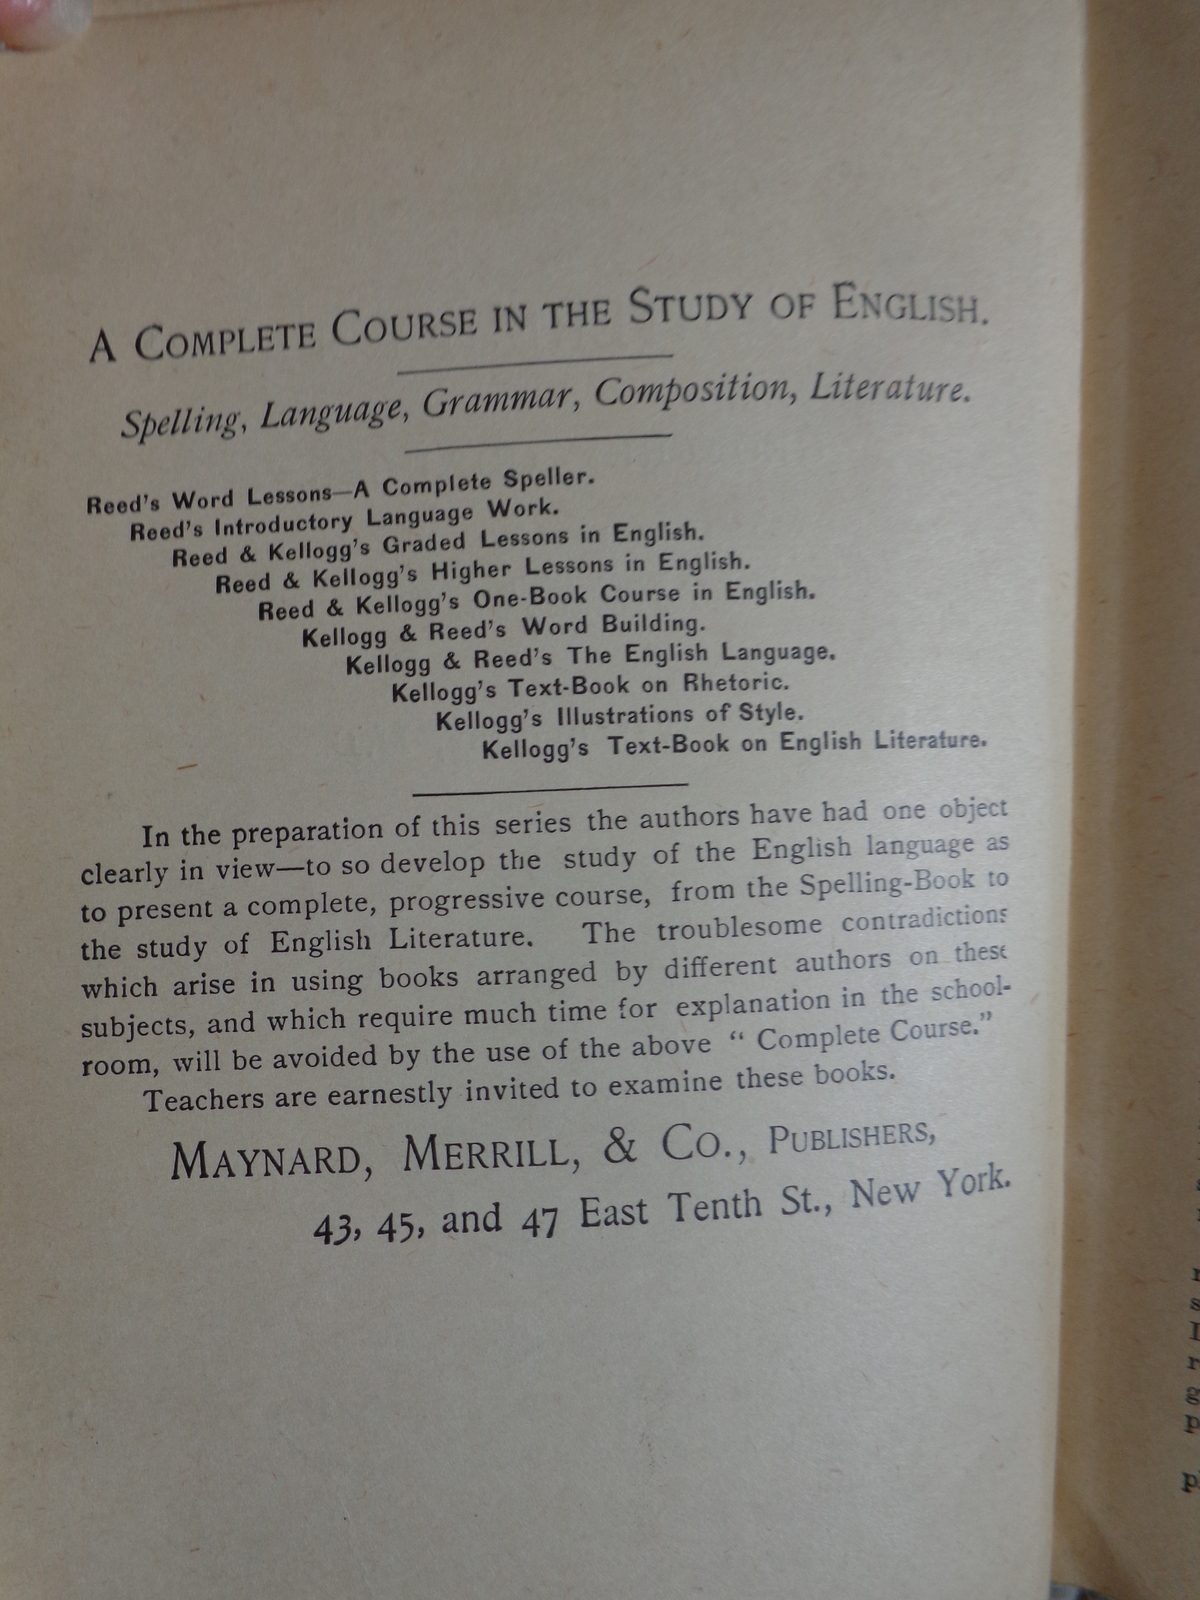 A COMPLETE COURSE IN THE STUDY OF ENGLISH.
Spelling, Language, Grammar, Composition, Literature.
Reed's Word Lessons—A Complete Speller.
Reed's Introductory Language Work.
Reed & Kellogg's Graded Lessons in English.
Reed & Kellogg's Higher Lessons in English.
Reed & Kellogg's One-Book Course in English.
Kellogg & Reed's Word Building.
Kellogg & Reed's The English Language.
Kellogg's Text-Book on Rhetoric.
Kellogg's Illustrations of Style.
Kellogg's Text-Book on English Literature.
In the preparation of this series the authors have had one object
clearly in view—to so develop the study of the English language as
to present a complete, progressive course, from the Spelling-Book to
the study of English Literature. The troublesome contradictions
which arise in using books arranged by different authors on these
subjects, and which require much time for explanation in the school-
room, will be avoided by the use of the above “ Complete Course.”
Teachers are earnestly invited to examine these books.
MAYNARD, MERRILL, & CO., PUBLISHERS,
43, 45, and 47 East Tenth St., New York.